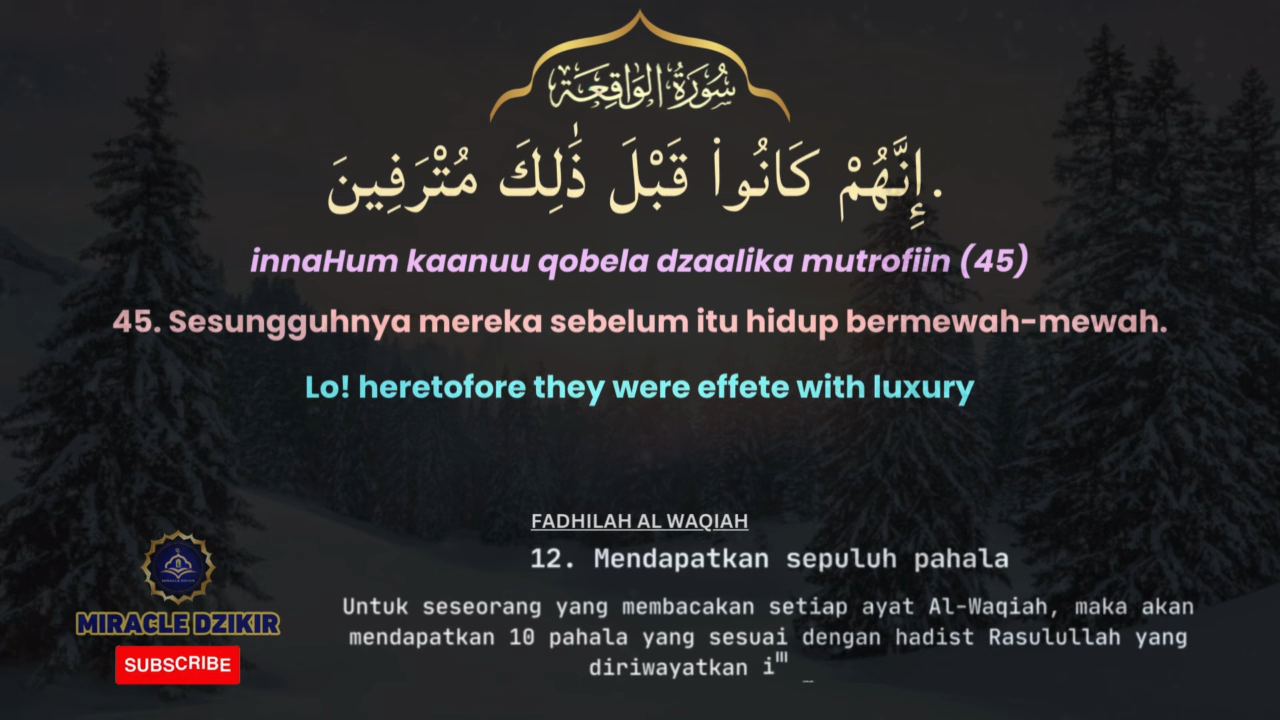 سُورَةُ الوَاقِعَة
.إِنَّهُمْ كَانُوا۟ قَبْلَ ذَٰلِكَ مُتْرَفِينَ
innaHum kaanuu qobela dzaalika mutrofiin (45)
45. Sesungguhnya mereka sebelum itu hidup bermewah-mewah.
Lo! heretofore they were effete with luxury
FADHILAH AL WAQIAH
12. Mendapatkan sepuluh pahala
Untuk seseorang yang membacakan setiap ayat Al-Waqiah, maka akan
mendapatkan 10 pahala yang sesuai dengan hadist Rasulullah yang
diriwayatkan i
MIRACLE DZIKIR
SUBSCRIBE